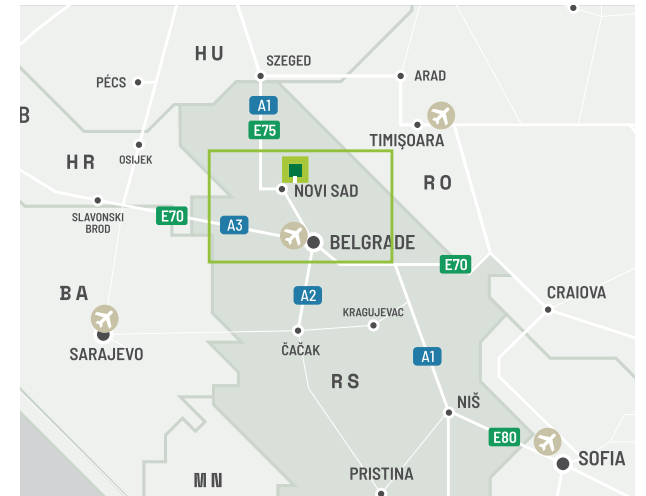 HU
SZEGED
PÉCS
ARAD
A1
B
E75
TIMIŞOARA
HR
OSIJEK
RO
NOVI SAD
SLAVONSKI
BROD
E70
A3
BELGRADE
E70
BA
A2
CRAIOVA
KRAGUJEVAC
SARAJEVO
ČAČAK
A1
RS
NIŠ
E80
SOFIA
PRISTINA
MN